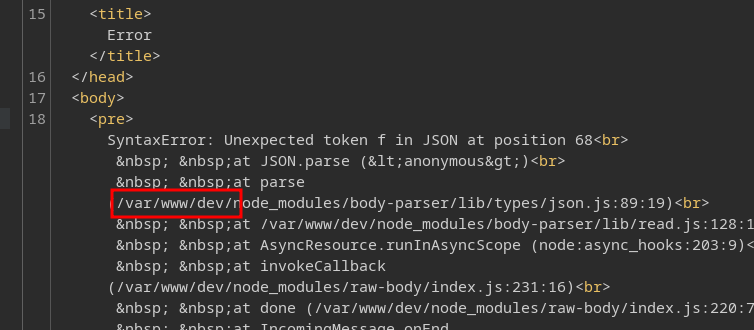 15 <title>
Error
</title>
16 </head>
17 <body>
18 <pre>
SyntaxError: Unexpected token f in JSON at position 68<br>
&nbsp; &nbsp;at JSON.parse (&lt;anonymous&gt;)<br>
&nbsp; &nbsp;at parse
(/var/www/dev/node_modules/body-parser/lib/types/json.js:89:19)<br>
&nbsp; &nbsp;at /var/www/dev/node_modules/body-parser/lib/read.js:128:1
&nbsp; &nbsp;at AsyncResource.runInAsyncScope (node:async_hooks:203:9)<
&nbsp; &nbsp;at invokeCallback
(/var/www/dev/node_modules/raw-body/index.js:231:16)<br>
&nbsp; &nbsp;at done (/var/www/dev/node_modules/raw-body/index.js:220:7
&nbsp; &nbsp;at IncomingMessage.onEnd